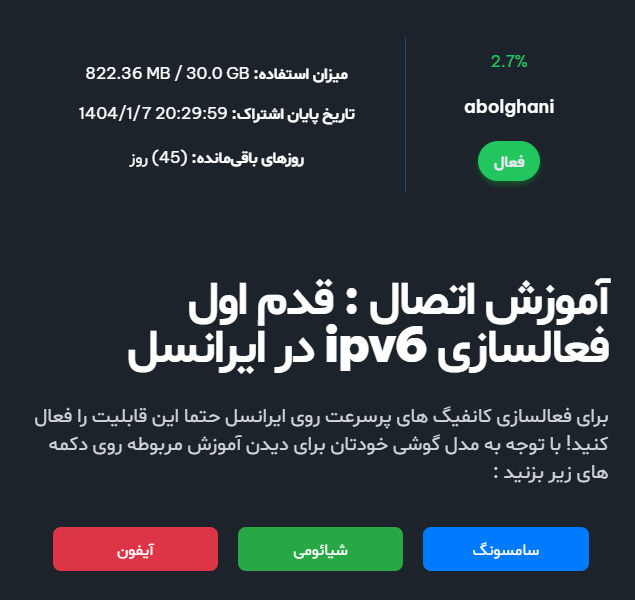 2.7%
abolghani
فعال
میزان استفاده: 822.36 MB / 30.0 GB
تاریخ پایان اشتراک: 1404/1/7 20:29:59
روزهای باقی‌مانده: (45) روز
آموزش اتصال : قدم اول
فعالسازی ipv6 در ایرانسل
برای فعالسازی کانفیگ های پرسرعت روی ایرانسل حتما این قابلیت را فعال
کنید! با توجه به مدل گوشی خودتان برای دیدن آموزش مربوطه روی دکمه
های زیر بزنید :
سامسونگ
شیائومی
آیفون